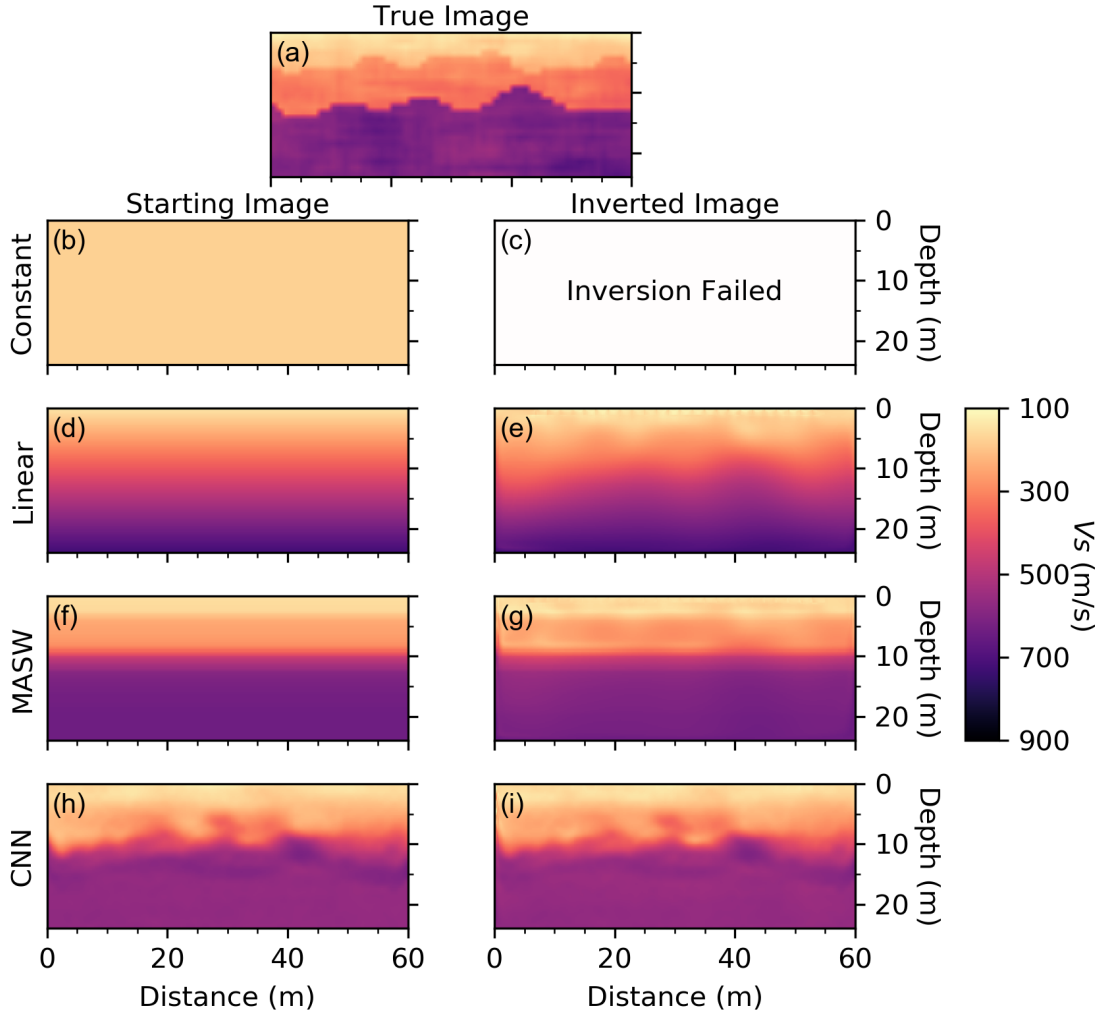 True Image
(a)
Starting Image
Inverted Image
Constant
(b)
(c)
Inversion Failed
0
10
20
Depth (m)
Linear
(d)
(e)
0
10
20
Depth (m)
100
300
500
700
900
Vs (m/s)
MASW
(f)
(g)
0
10
20
Depth (m)
CNN
(h)
(i)
0
10
20
Depth (m)
0 20 40 60
0 20 40 60
Distance (m)
Distance (m)